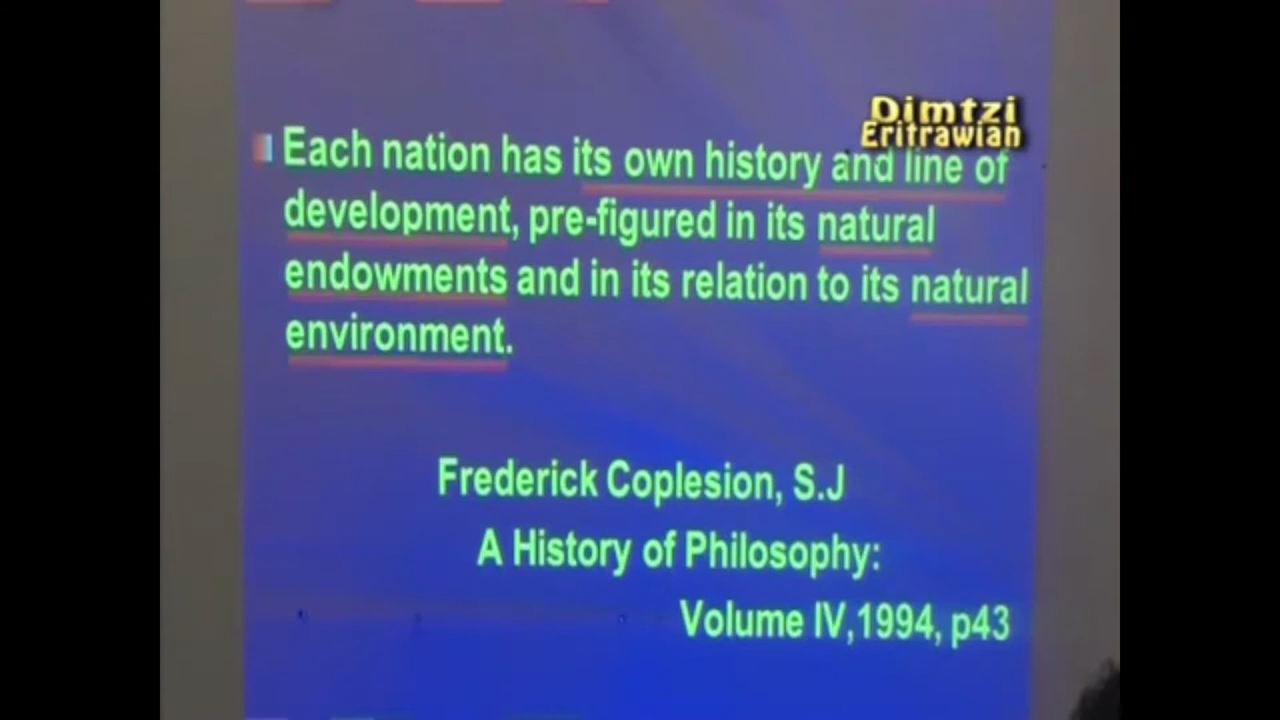 Dimtzi
Eritrawian
Each nation has its own history and line of
development, pre-figured in its natural
endowments and in its relation to its natural
environment.
Frederick Coplesion, S.J
A History of Philosophy:
Volume IV,1994, p43